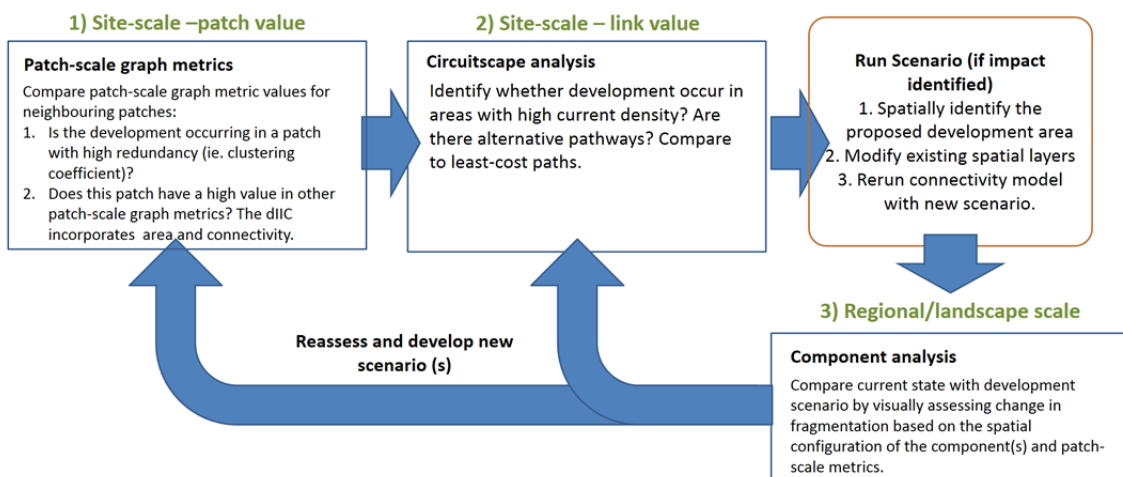 1) Site-scale –patch value
Patch-scale graph metrics
Compare patch-scale graph metric values for
neighbouring patches:
1. Is the development occurring in a patch
with high redundancy (ie. clustering
coefficient)?
2. Does this patch have a high value in other
patch-scale graph metrics? The dIIC
incorporates area and connectivity.
2) Site-scale – link value
Circuitscape analysis
Identify whether development occur in
areas with high current density? Are
there alternative pathways? Compare
to least-cost paths.
Run Scenario (if impact
identified)
1. Spatially identify the
proposed development area
2. Modify existing spatial layers
3. Rerun connectivity model
with new scenario.
3) Regional/landscape scale
Component analysis
Compare current state with development
scenario by visually assessing change in
fragmentation based on the spatial
configuration of the component(s) and patch-
scale metrics.
Reassess and develop new
scenario (s)